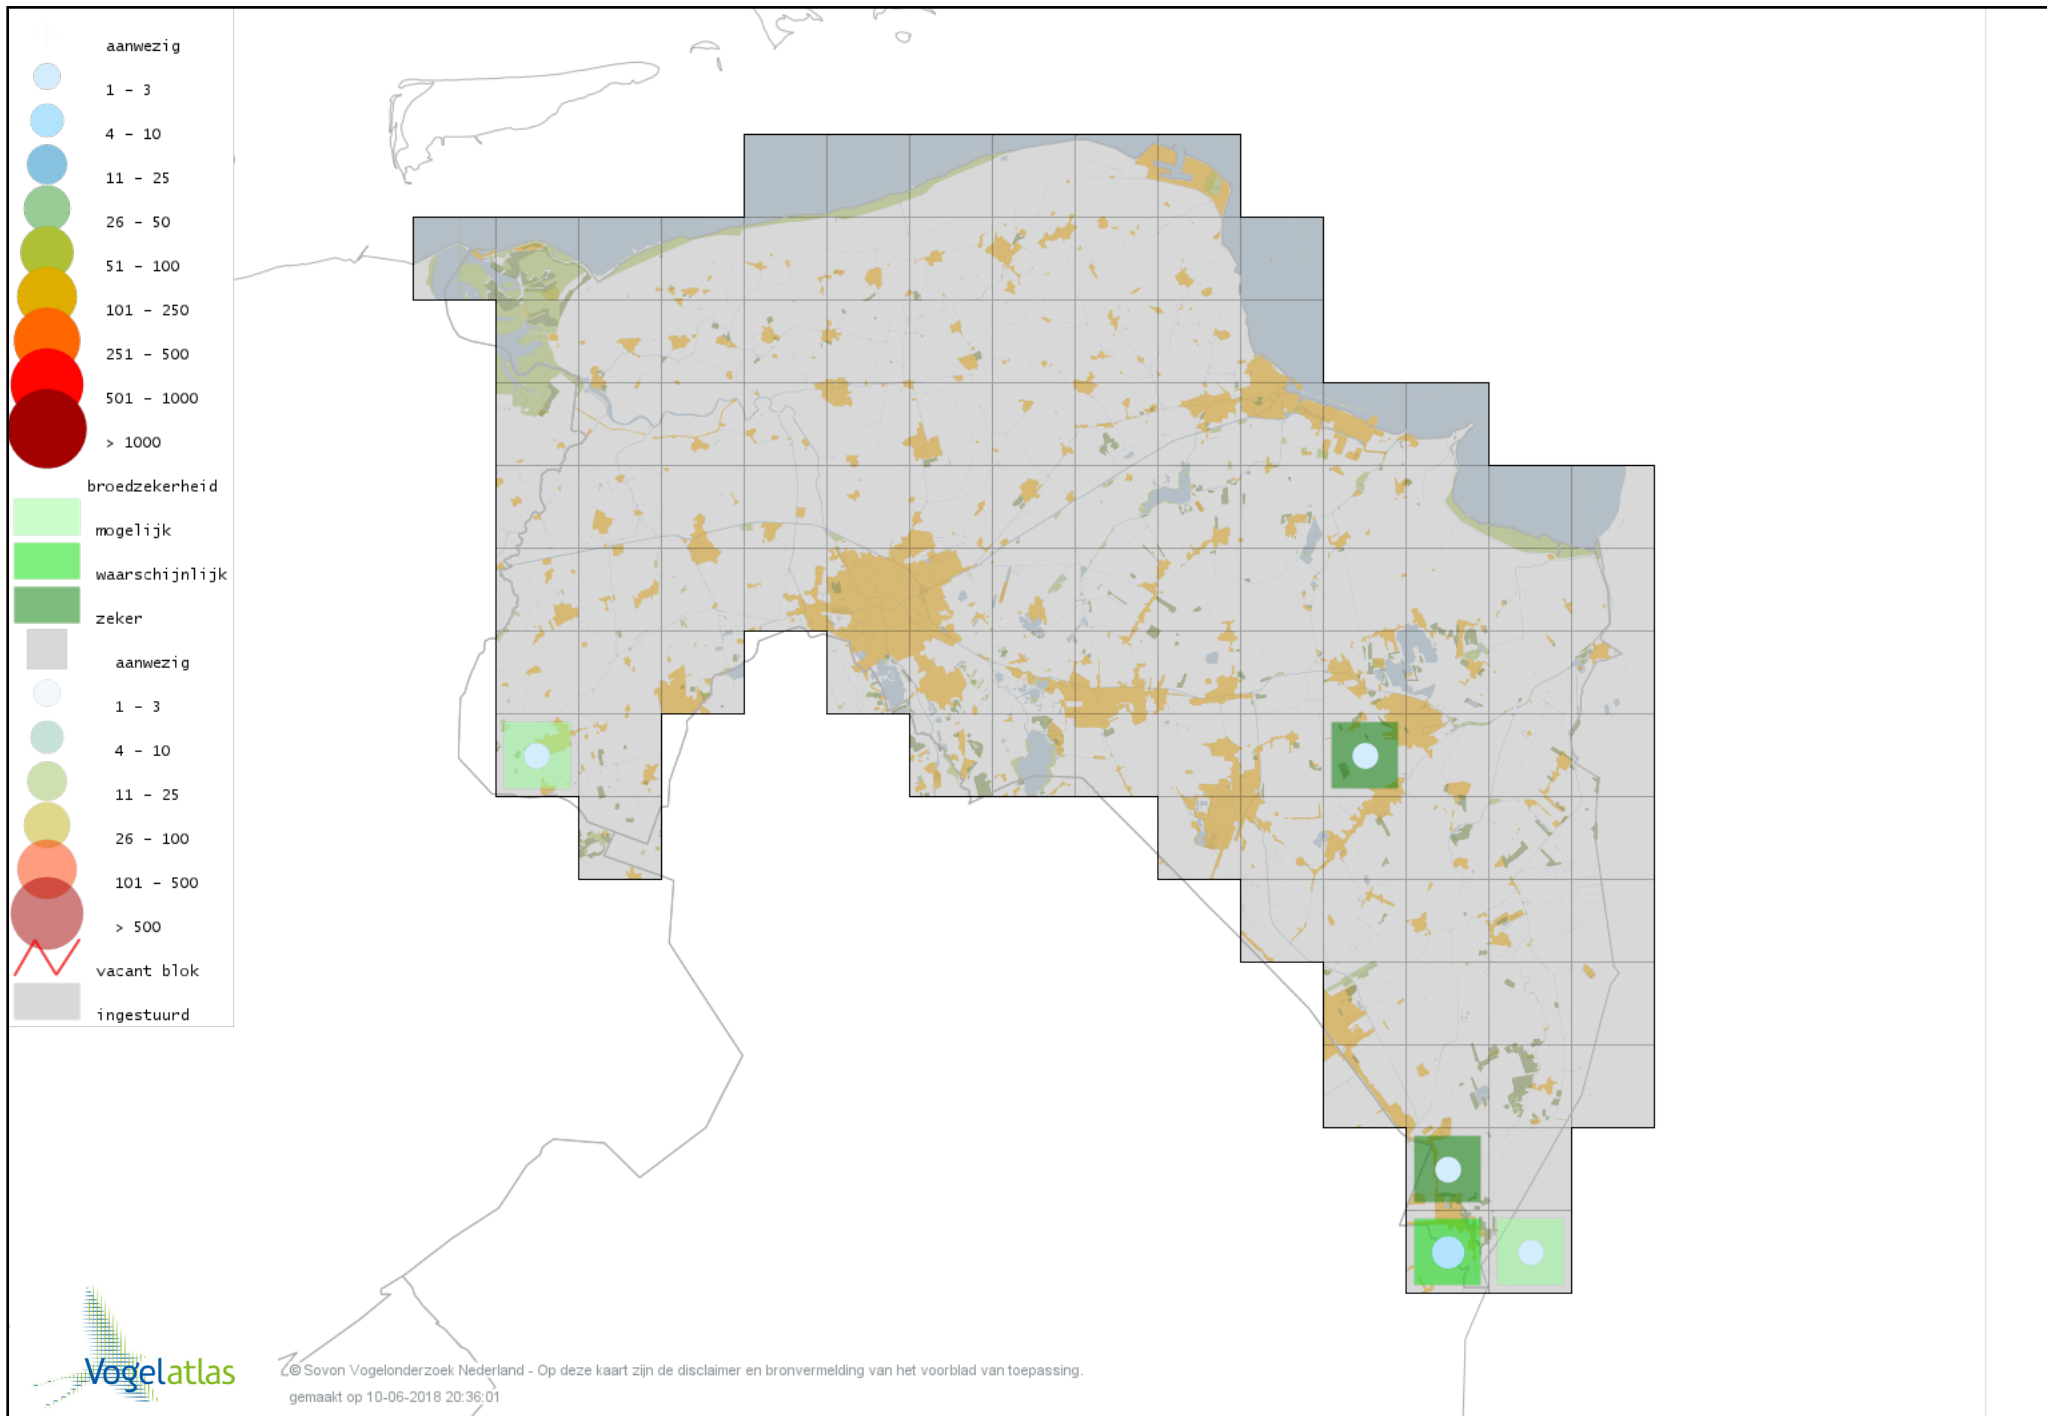 aanwezig
1 - 3
4 - 10
11 - 25
26 - 50
51 - 100
101 - 250
251 - 500
501 - 1000
> 1000
broedzekerheid
mogelijk
waarschijnlijk
zeker
aanwezig
1 - 3
4 - 10
11 - 25
26 - 100
101 - 500
> 500
vacant blok
ingestuurd
Vogelatlas
© Sovon Vogelonderzoek Nederland - Op deze kaart zijn de disclaimer en bronvermelding van het voorblad van toepassing.
gemaakt op 10-06-2018 20:36:01